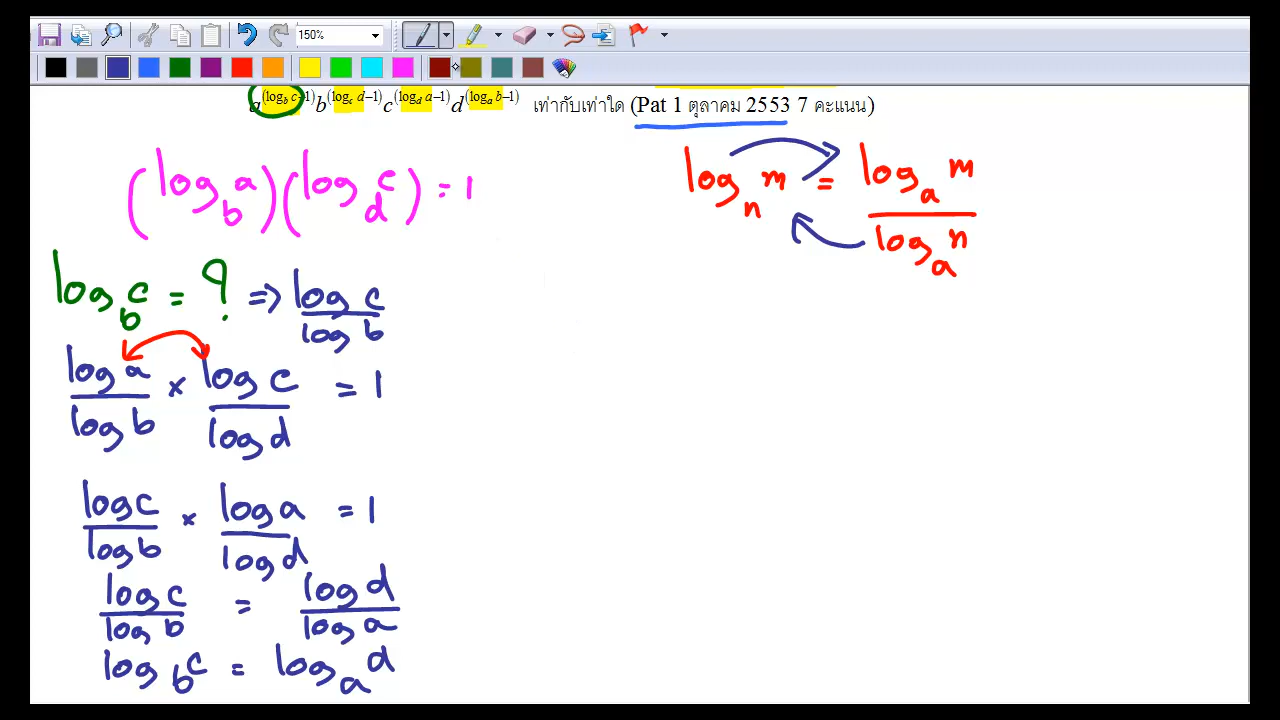 150%
a^(log_b c-1) b^(log_c d-1) c^(log_d a-1) d^(log_a b-1) เท่ากับเท่าใด (Pat 1 ตุลาคม 2553 7 คะแนน)
(log_b a)(log_d c) = 1
log_n m = log_a m / log_a n
log_b c = ? => log c / log b
log a / log b × log c / log d = 1
log c / log b × log a / log d = 1
log c / log b = log d / log a
log_b c = log_a d